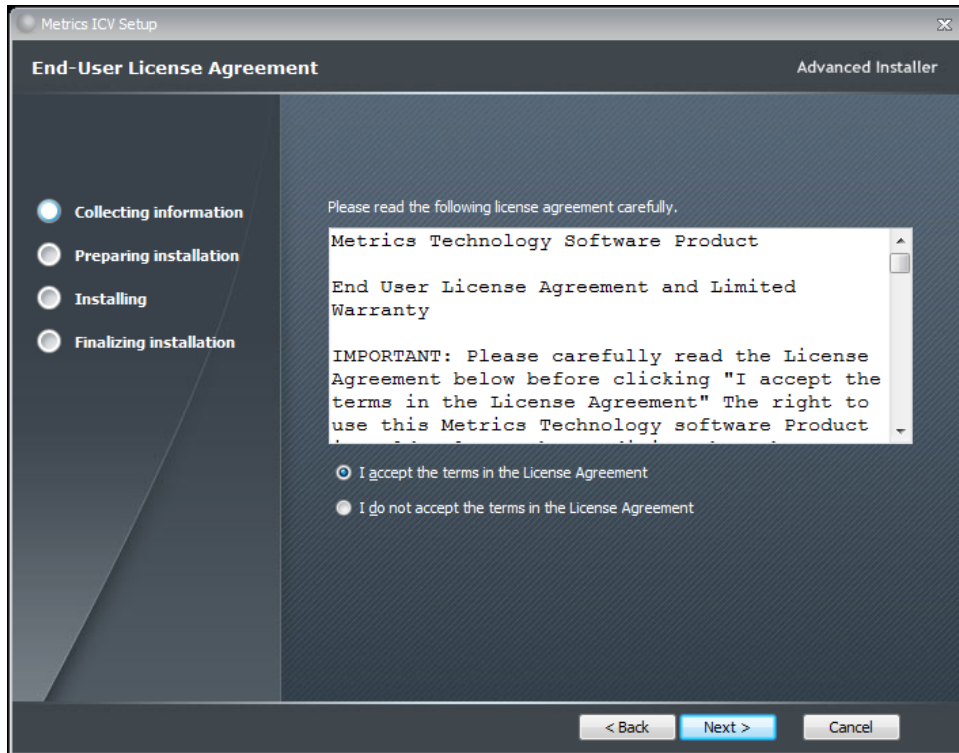 Metrics ICV Setup
End-User License Agreement
Advanced Installer
Collecting information
Preparing installation
Installing
Finalizing installation
Please read the following license agreement carefully.
Metrics Technology Software Product
End User License Agreement and Limited
Warranty
IMPORTANT: Please carefully read the License
Agreement below before clicking "I accept the
terms in the License Agreement" The right to
use this Metrics Technology software Product
I accept the terms in the License Agreement
I do not accept the terms in the License Agreement
< Back
Next >
Cancel